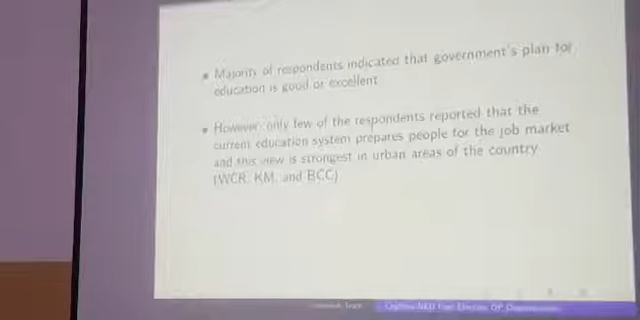 • Majority of respondents indicated that government's plan for
education is good or excellent
• However, only few of the respondents reported that the
current education system prepares people for the job market
and this view is strongest in urban areas of the country
(WCR, KM, and BCC)